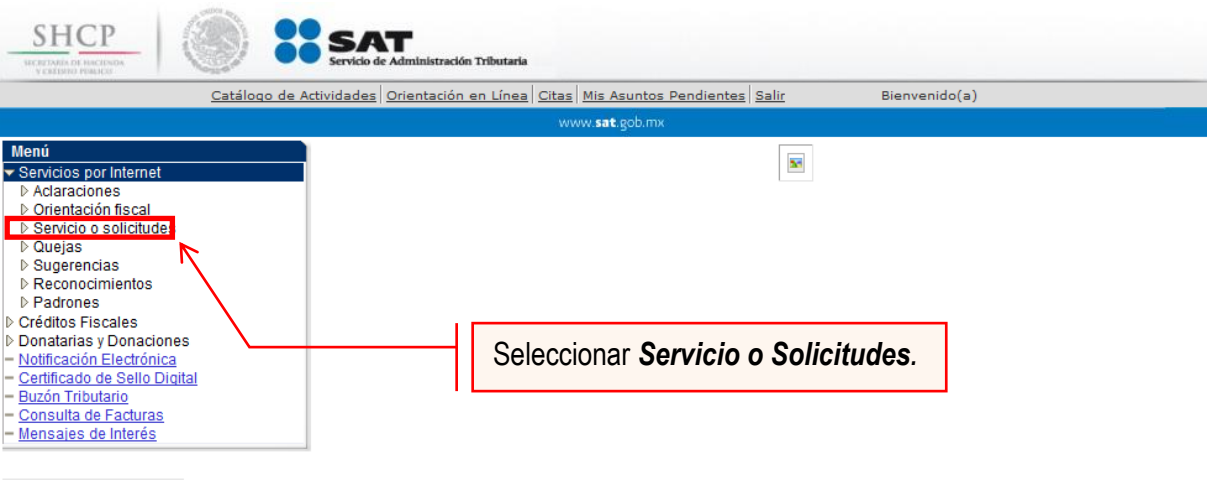 SHCP
SECRETARÍA DE HACIENDA
Y CRÉDITO PÚBLICO
SAT
Servicio de Administración Tributaria
Catálogo de Actividades Orientación en Línea Citas Mis Asuntos Pendientes Salir Bienvenido(a)
www.sat.gob.mx
Menú
Servicios por Internet
Aclaraciones
Orientación fiscal
Servicio o solicitudes
Quejas
Sugerencias
Reconocimientos
Padrones
Créditos Fiscales
Donatarias y Donaciones
Notificación Electrónica
Certificado de Sello Digital
Buzón Tributario
Consulta de Facturas
Mensajes de Interés
Seleccionar Servicio o Solicitudes.